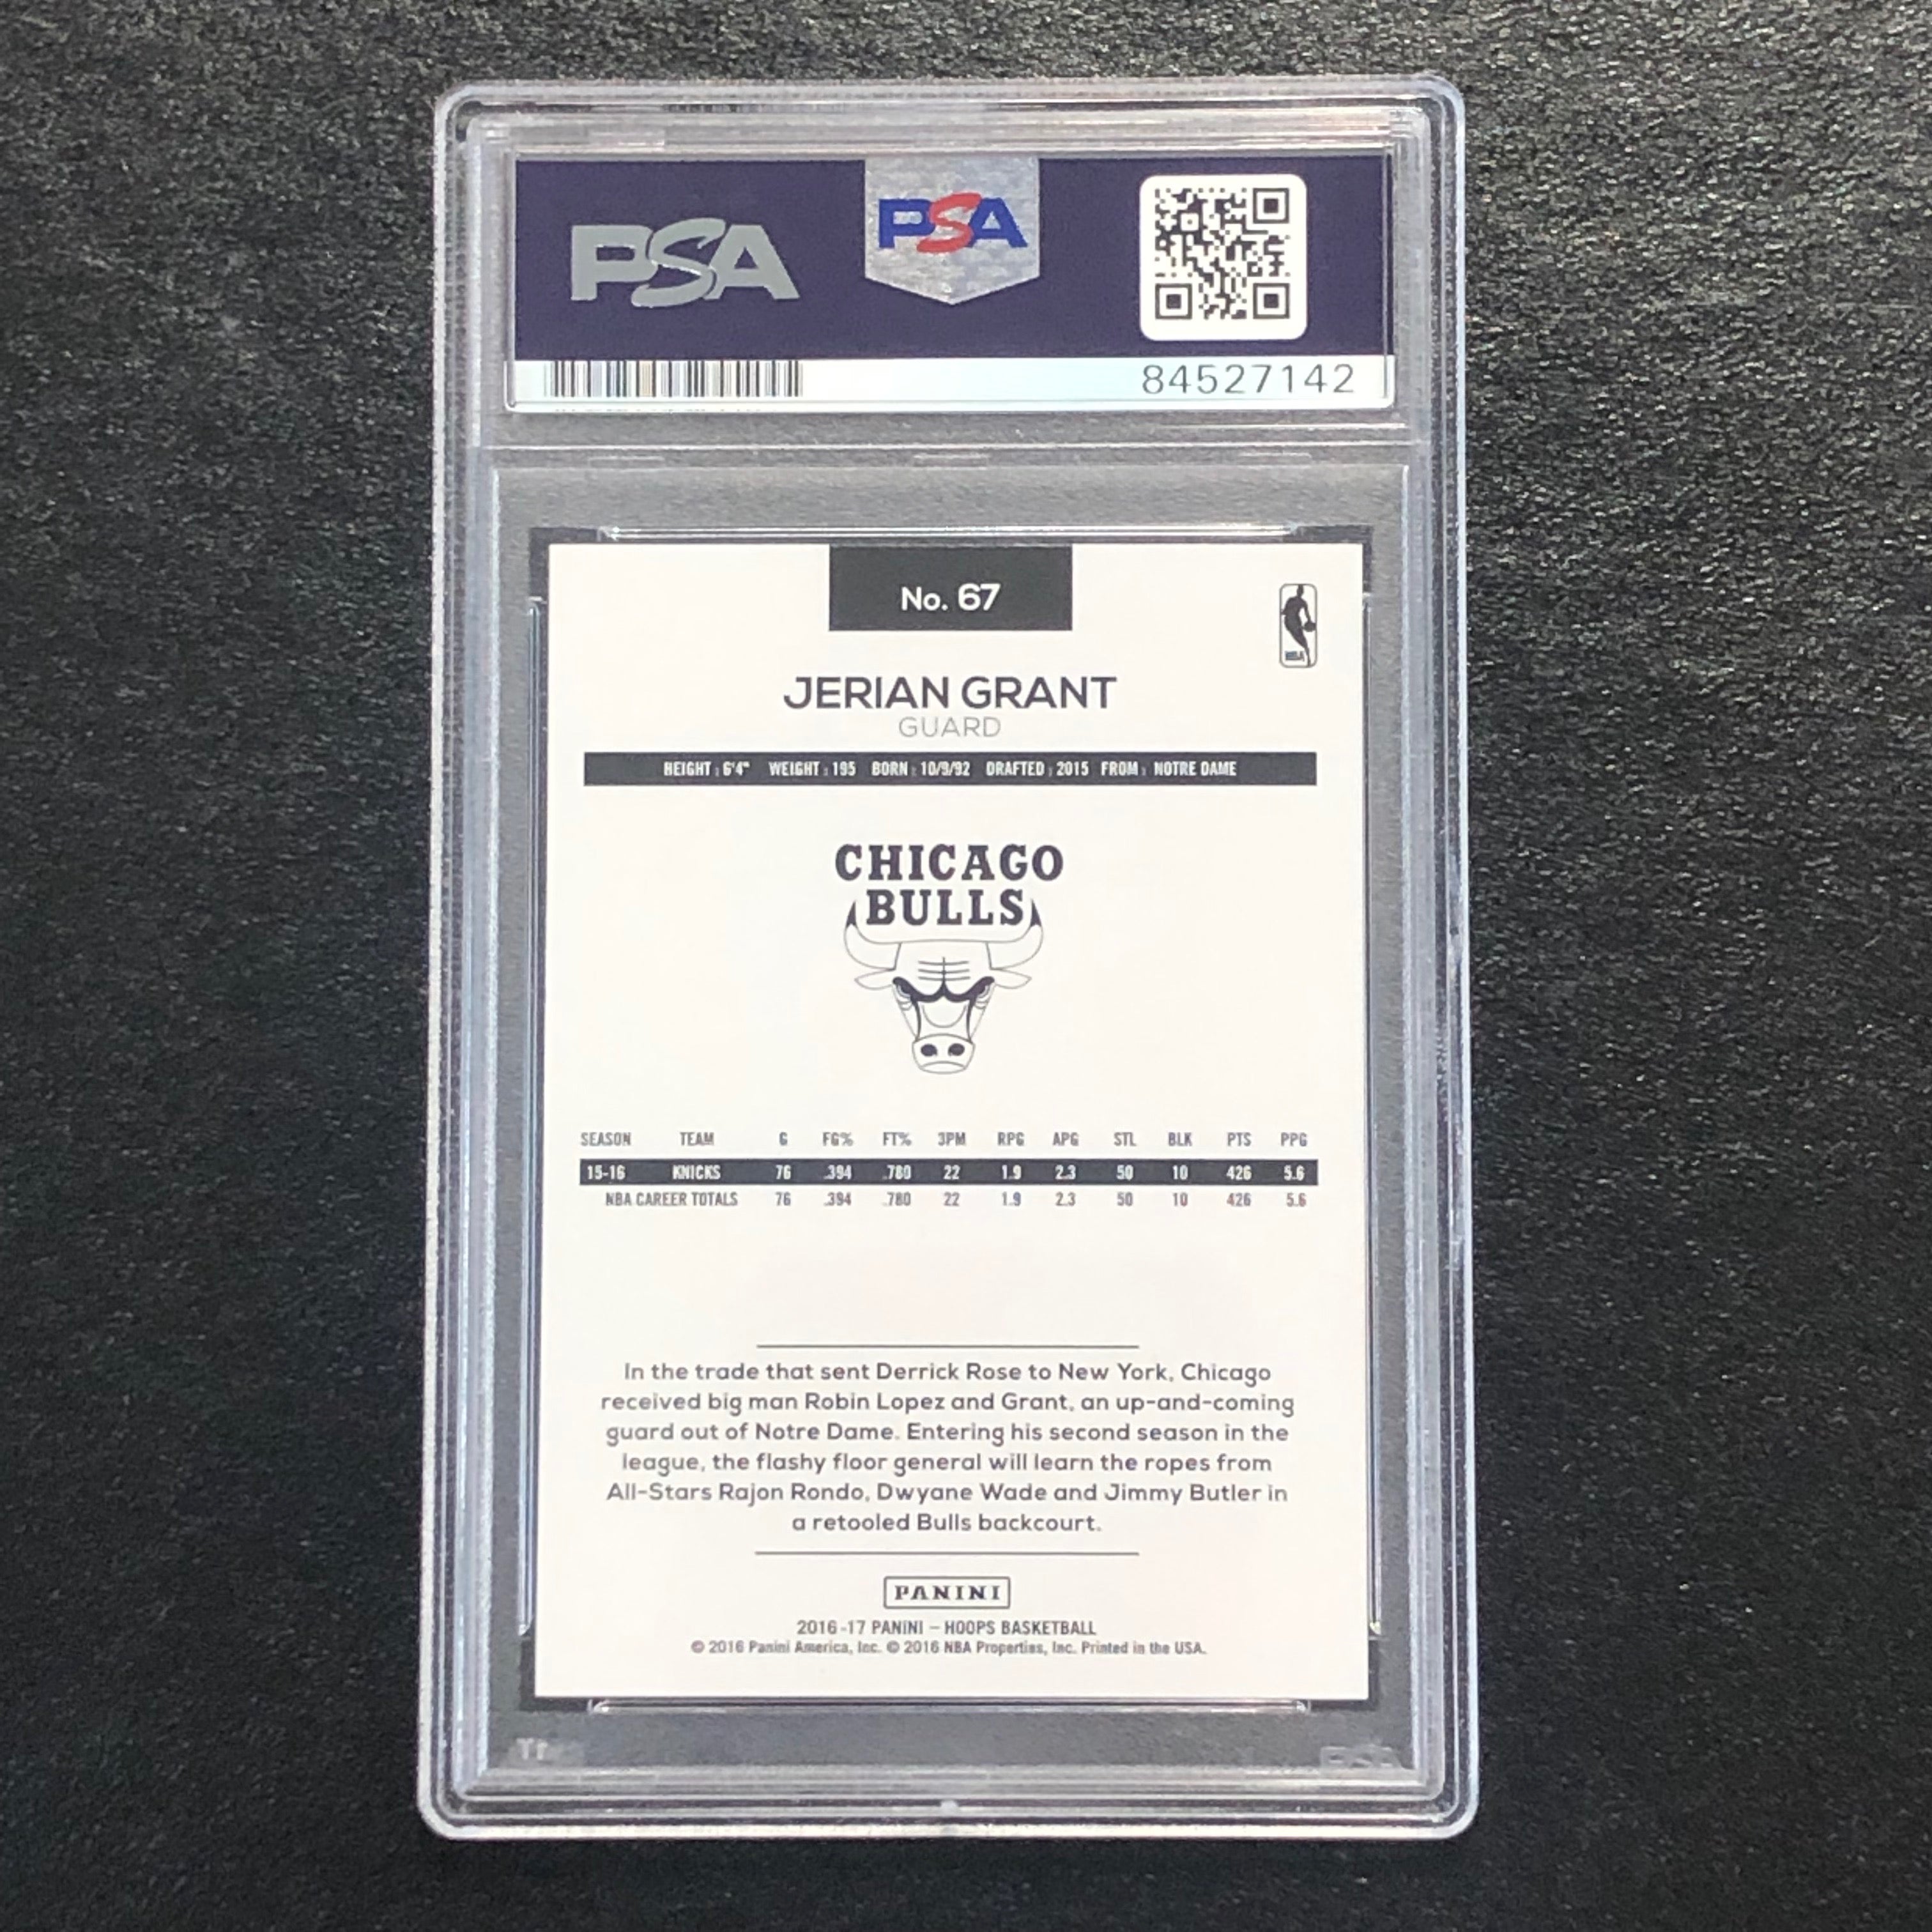 PSA PSA
84527142
No. 67
NBA
JERIAN GRANT
GUARD
HEIGHT : 6'4" WEIGHT : 195 BORN : 10/9/92 DRAFTED : 2015 FROM : NOTRE DAME
CHICAGO
BULLS
SEASON TEAM G FG% FT% 3PM RPG APG STL BLK PTS PPG
15-16 KNICKS 76 .394 .780 22 1.9 2.3 50 10 426 5.6
NBA CAREER TOTALS 76 .394 .780 22 1.9 2.3 50 10 426 5.6
In the trade that sent Derrick Rose to New York, Chicago
received big man Robin Lopez and Grant, an up-and-coming
guard out of Notre Dame. Entering his second season in the
league, the flashy floor general will learn the ropes from
All-Stars Rajon Rondo, Dwyane Wade and Jimmy Butler in
a retooled Bulls backcourt.
PANINI
2016-17 PANINI – HOOPS BASKETBALL
© 2016 Panini America, Inc. © 2016 NBA Properties, Inc. Printed in the USA.